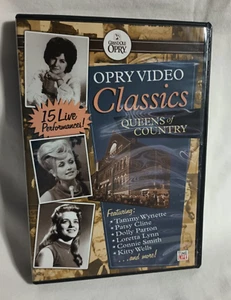 GRAND OLE
OPRY
OPRY VIDEO
Classics
QUEENS of
COUNTRY
15 Live
Performances!
Featuring:
• Tammy Wynette
• Patsy Cline
• Dolly Parton
• Loretta Lynn
• Connie Smith
• Kitty Wells
. . . and more!